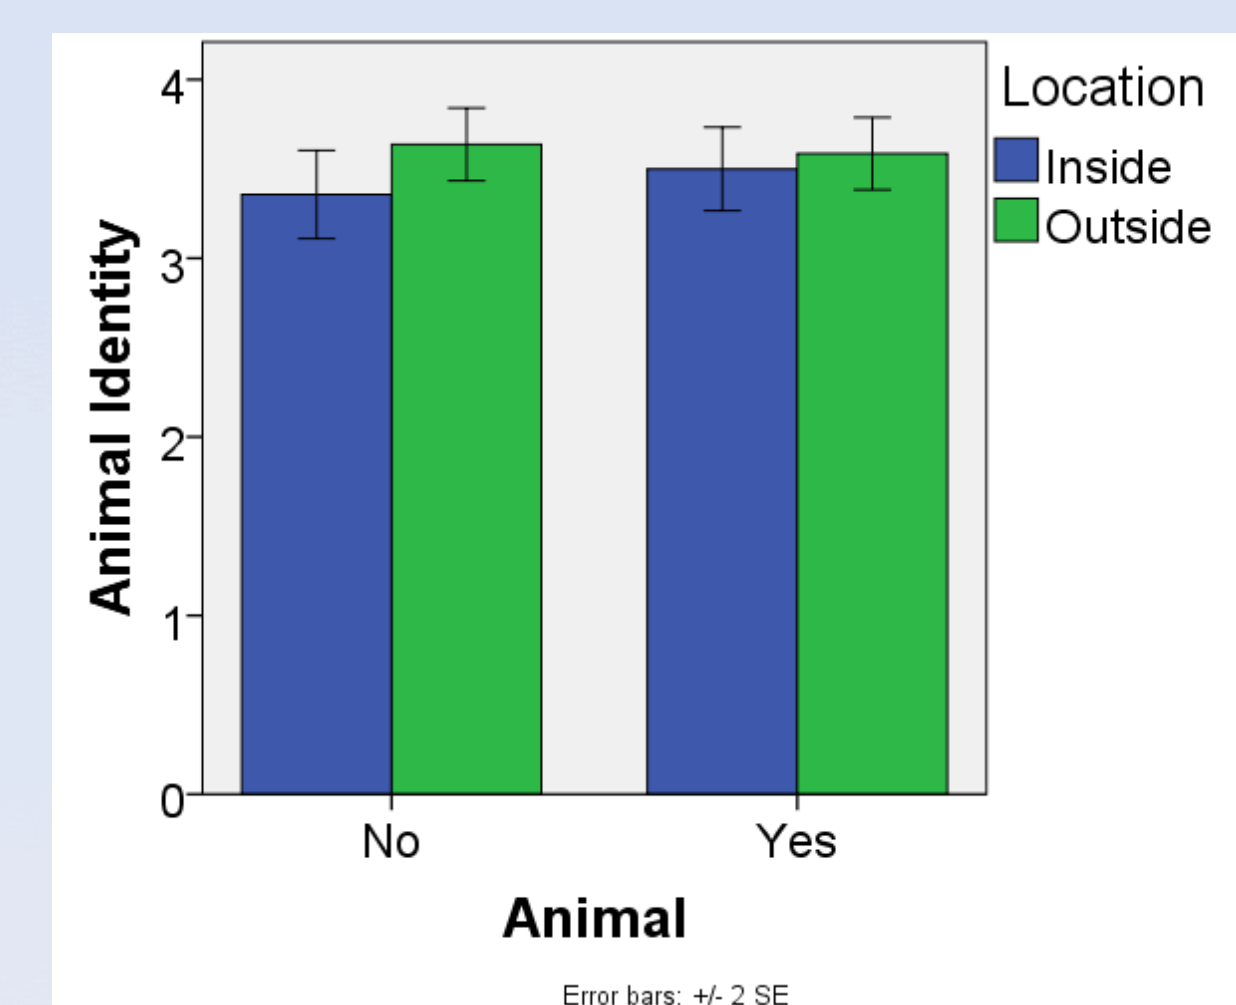 Animal Identity
4
3
2
1
0
No
Yes
Animal
Error bars: +/- 2 SE
Location
Inside
Outside